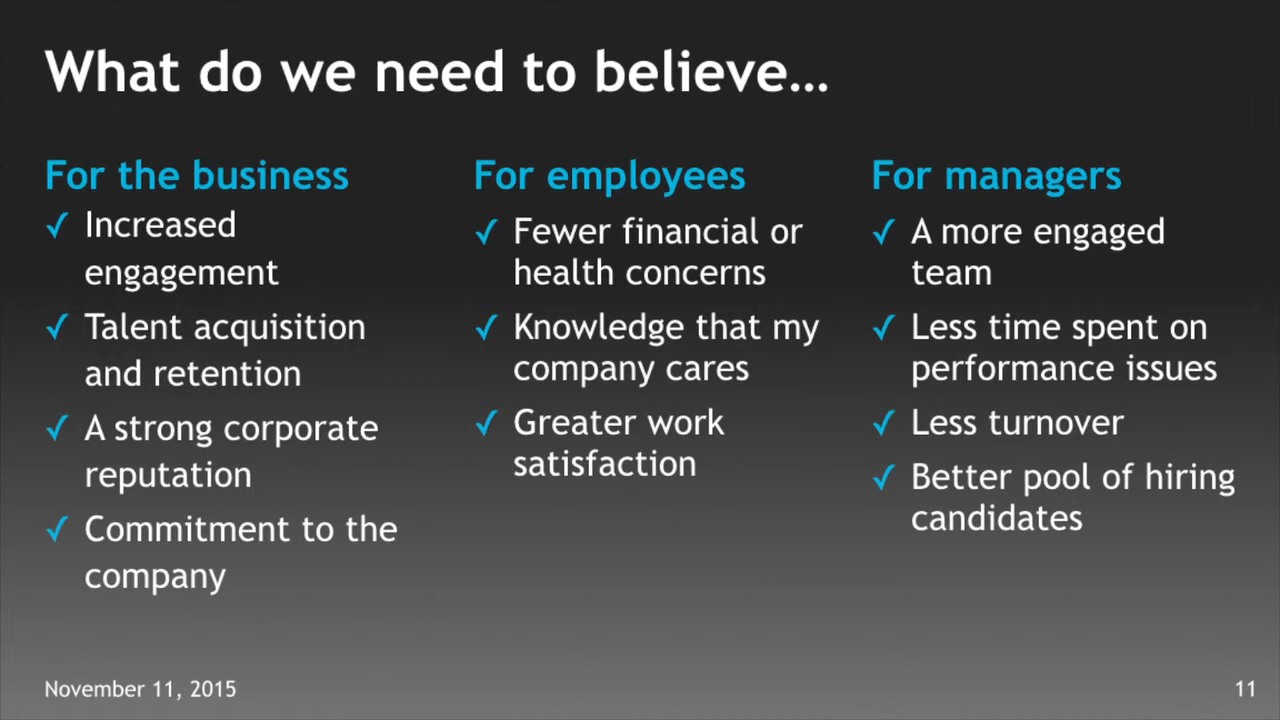 What do we need to believe…
For the business
✓ Increased
engagement
✓ Talent acquisition
and retention
✓ A strong corporate
reputation
✓ Commitment to the
company
For employees
✓ Fewer financial or
health concerns
✓ Knowledge that my
company cares
✓ Greater work
satisfaction
For managers
✓ A more engaged
team
✓ Less time spent on
performance issues
✓ Less turnover
✓ Better pool of hiring
candidates
November 11, 2015
11